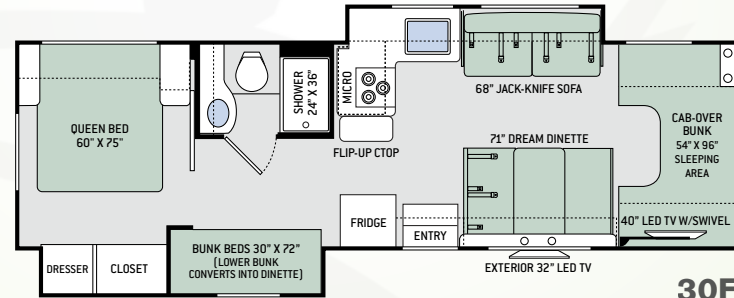 QUEEN BED
60" X 75"
SHOWER
24" X 36"
MICRO
FLIP-UP CTOP
68" JACK-KNIFE SOFA
71" DREAM DINETTE
CAB-OVER
BUNK
54" X 96"
SLEEPING
AREA
40" LED TV W/SWIVEL
FRIDGE
ENTRY
EXTERIOR 32" LED TV
BUNK BEDS 30" X 72"
(LOWER BUNK
CONVERTS INTO DINETTE)
DRESSER
CLOSET